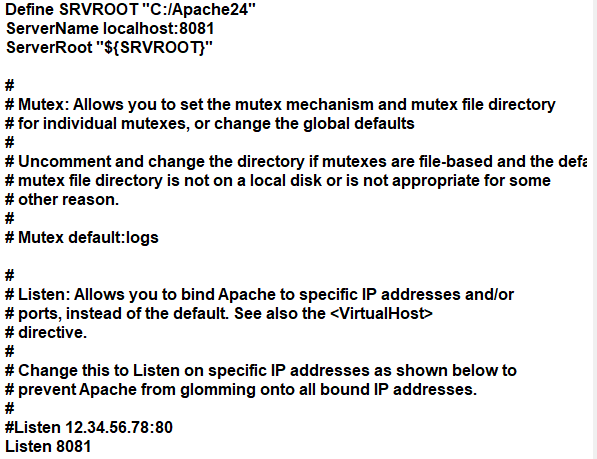 Define SRVROOT "C:/Apache24"
ServerName localhost:8081
ServerRoot "${SRVROOT}"
#
# Mutex: Allows you to set the mutex mechanism and mutex file directory
# for individual mutexes, or change the global defaults
#
# Uncomment and change the directory if mutexes are file-based and the defa
# mutex file directory is not on a local disk or is not appropriate for some
# other reason.
#
# Mutex default:logs
#
# Listen: Allows you to bind Apache to specific IP addresses and/or
# ports, instead of the default. See also the <VirtualHost>
# directive.
#
# Change this to Listen on specific IP addresses as shown below to
# prevent Apache from glomming onto all bound IP addresses.
#
#Listen 12.34.56.78:80
Listen 8081